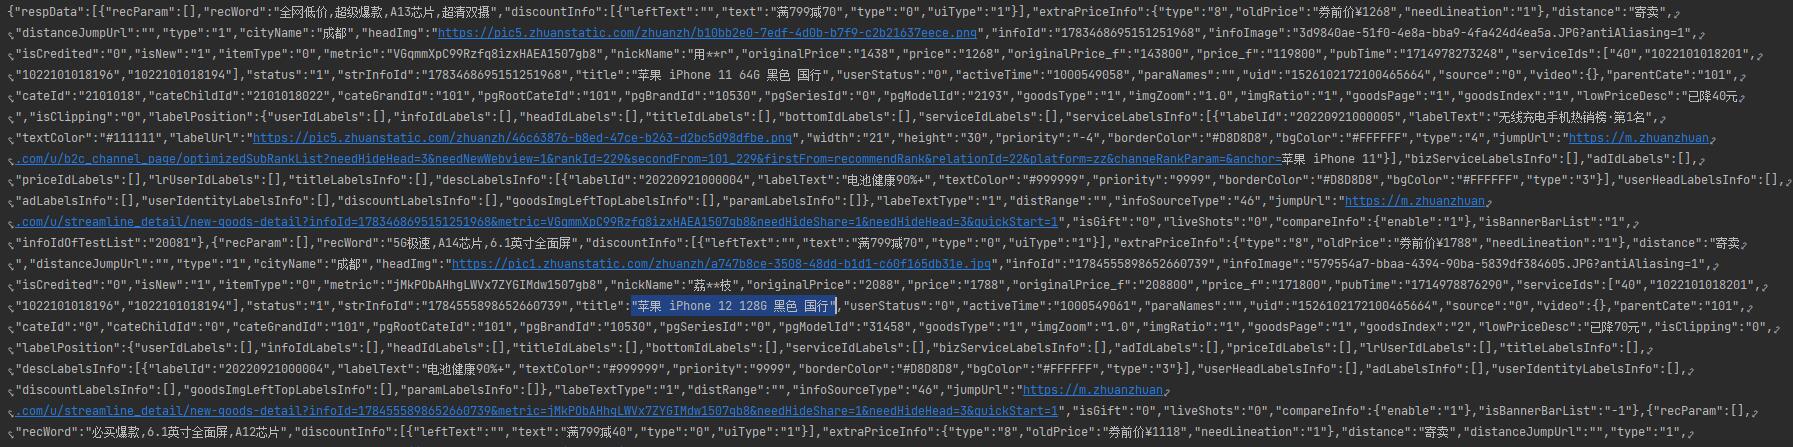 {"respData":[{"recParam":[],"recWord":"全网低价,超级爆款,A13芯片,超清双摄","discountInfo":[{"leftText":"","text":"满799减70","type":"0","uiType":"1"}],"extraPriceInfo":{"type":"8","oldPrice":"券前价¥1268","needLineation":"1"},"distance":"寄卖",
"distanceJumpUrl":"","type":"1","cityName":"成都","headImg":"https://pic5.zhuanstatic.com/zhuanzh/b10bb2e0-7edf-4d0b-b7f9-c2b21637eece.png","infoId":"1783468695151251968","infoImage":"3d9840ae-51f0-4e8a-bba9-4fa424d4ea5a.JPG?antiAliasing=1",
"isCredited":"0","isNew":"1","itemType":"0","metric":"VGqmmXpC99Rzfq8izxHAEA1507gb8","nickName":"用**r","originalPrice":"1438","price":"1268","originalPrice_f":"143800","price_f":"119800","pubTime":"1714978273248","serviceIds":["40","1022101018201",
"1022101018196","1022101018194"],"status":"1","strInfoId":"1783468695151251968","title":"苹果 iPhone 11 64G 黑色 国行","userStatus":"0","activeTime":"1000549058","paraNames":"","uid":"1526102172100465664","source":"0","video":{},"parentCate":"101",
"cateId":"2101018","cateChildId":"2101018022","cateGrandId":"101","pgRootCateId":"101","pgBrandId":"10530","pgSeriesId":"0","pgModelId":"2193","goodsType":"1","imgZoom":"1.0","imgRatio":"1","goodsPage":"1","goodsIndex":"1","lowPriceDesc":"已降40元
","isClipping":"0","labelPosition":{"userIdLabels":[],"infoIdLabels":[],"headIdLabels":[],"titleIdLabels":[],"bottomIdLabels":[],"serviceIdLabels":[],"serviceLabelsInfo":[{"labelId":"20220921000005","labelText":"无线充电手机热销榜·第1名",
"textColor":"#111111","labelUrl":"https://pic5.zhuanstatic.com/zhuanzh/46c63876-b8ed-47ce-b263-d2bc5d98dfbe.png","width":"21","height":"30","priority":"-4","borderColor":"#D8D8D8","bgColor":"#FFFFFF","type":"4","jumpUrl":"https://m.zhuanzhuan
.com/u/b2c_channel_page/optimizedSubRankList?needHideHead=3&needNewWebview=1&rankId=229&secondFrom=101_229&firstFrom=recommendRank&relationId=22&platform=zz&changeRankParam=&anchor=苹果 iPhone 11"}],"bizServiceLabelsInfo":[],"adIdLabels":[],
"priceIdLabels":[],"lrUserIdLabels":[],"titleLabelsInfo":[],"descLabelsInfo":[{"labelId":"20220921000004","labelText":"电池健康90%+","textColor":"#999999","priority":"9999","borderColor":"#D8D8D8","bgColor":"#FFFFFF","type":"3"}],"userHeadLabelsInfo":[],
"adLabelsInfo":[],"userIdentityLabelsInfo":[],"discountLabelsInfo":[],"goodsImgLeftTopLabelsInfo":[],"paramLabelsInfo":[]},"labeTextType":"1","distRange":"","infoSourceType":"46","jumpUrl":"https://m.zhuanzhuan
.com/u/streamline_detail/new-goods-detail?infoId=1783468695151251968&metric=VGqmmXpC99Rzfq8izxHAEA1507gb8&needHideShare=1&needHideHead=3&quickStart=1","isGift":"0","liveShots":"0","compareInfo":{"enable":"1"},"isBannerBarList":"1",
"infoIdOfTestList":"20081"},{"recParam":[],"recWord":"5G极速,A14芯片,6.1英寸全面屏","discountInfo":[{"leftText":"","text":"满799减70","type":"0","uiType":"1"}],"extraPriceInfo":{"type":"8","oldPrice":"券前价¥1788","needLineation":"1"},"distance":"寄卖
","distanceJumpUrl":"","type":"1","cityName":"成都","headImg":"https://pic1.zhuanstatic.com/zhuanzh/a747b8ce-3508-48dd-b1d1-c60f165db31e.jpg","infoId":"1784555898652660739","infoImage":"579554a7-bbaa-4394-90ba-5839df384605.JPG?antiAliasing=1",
"isCredited":"0","isNew":"1","itemType":"0","metric":"jMkPObAHhgLWVx7ZYGIMdw1507gb8","nickName":"荔**枝","originalPrice":"2088","price":"1788","originalPrice_f":"208800","price_f":"171800","pubTime":"1714978876290","serviceIds":["40","1022101018201",
"1022101018196","1022101018194"],"status":"1","strInfoId":"1784555898652660739","title":"苹果 iPhone 12 128G 黑色 国行","userStatus":"0","activeTime":"1000549061","paraNames":"","uid":"1526102172100465664","source":"0","video":{},"parentCate":"101",
"cateId":"0","cateChildId":"0","cateGrandId":"101","pgRootCateId":"101","pgBrandId":"10530","pgSeriesId":"0","pgModelId":"31458","goodsType":"1","imgZoom":"1.0","imgRatio":"1","goodsPage":"1","goodsIndex":"2","lowPriceDesc":"已降70元","isClipping":"0",
"labelPosition":{"userIdLabels":[],"infoIdLabels":[],"headIdLabels":[],"titleIdLabels":[],"bottomIdLabels":[],"serviceIdLabels":[],"bizServiceLabelsInfo":[],"adIdLabels":[],"priceIdLabels":[],"lrUserIdLabels":[],"titleLabelsInfo":[],
"descLabelsInfo":[{"labelId":"20220921000004","labelText":"电池健康90%+","textColor":"#999999","priority":"9999","borderColor":"#D8D8D8","bgColor":"#FFFFFF","type":"3"}],"userHeadLabelsInfo":[],"adLabelsInfo":[],"userIdentityLabelsInfo":[],
"discountLabelsInfo":[],"goodsImgLeftTopLabelsInfo":[],"paramLabelsInfo":[]},"labeTextType":"1","distRange":"","infoSourceType":"46","jumpUrl":"https://m.zhuanzhuan
.com/u/streamline_detail/new-goods-detail?infoId=1784555898652660739&metric=jMkPObAHhgLWVx7ZYGIMdw1507gb8&needHideShare=1&needHideHead=3&quickStart=1","isGift":"0","liveShots":"0","compareInfo":{"enable":"1"},"isBannerBarList":"-1"},{"recParam":[],
"recWord":"必买爆款,6.1英寸全面屏,A12芯片","discountInfo":[{"leftText":"","text":"满799减40","type":"0","uiType":"1"}],"extraPriceInfo":{"type":"8","oldPrice":"券前价¥1118","needLineation":"1"},"distance":"寄卖","distanceJumpUrl":"","type":"1",